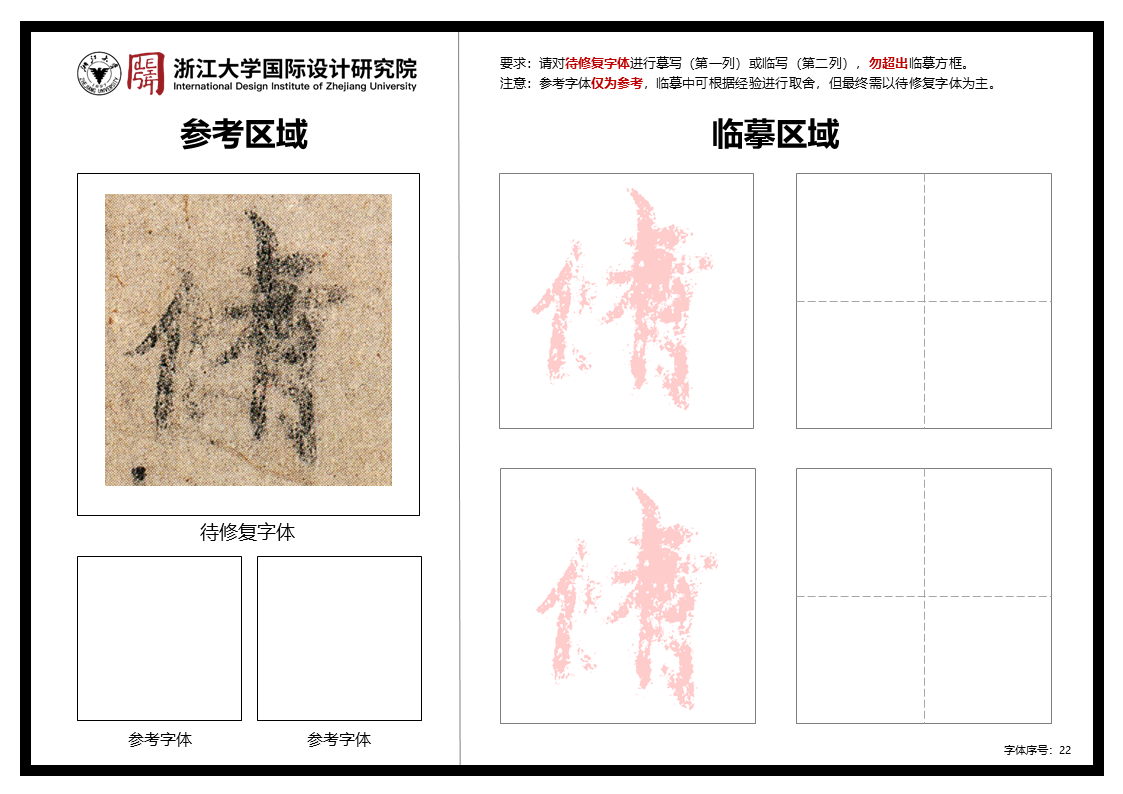 浙江大学国际设计研究院
International Design Institute of Zhejiang University
参考区域
待修复字体
参考字体
参考字体
要求：请对待修复字体进行摹写（第一列）或临写（第二列），勿超出临摹方框。
注意：参考字体仅为参考，临摹中可根据经验进行取舍，但最终需以待修复字体为主。
临摹区域
字体序号：22